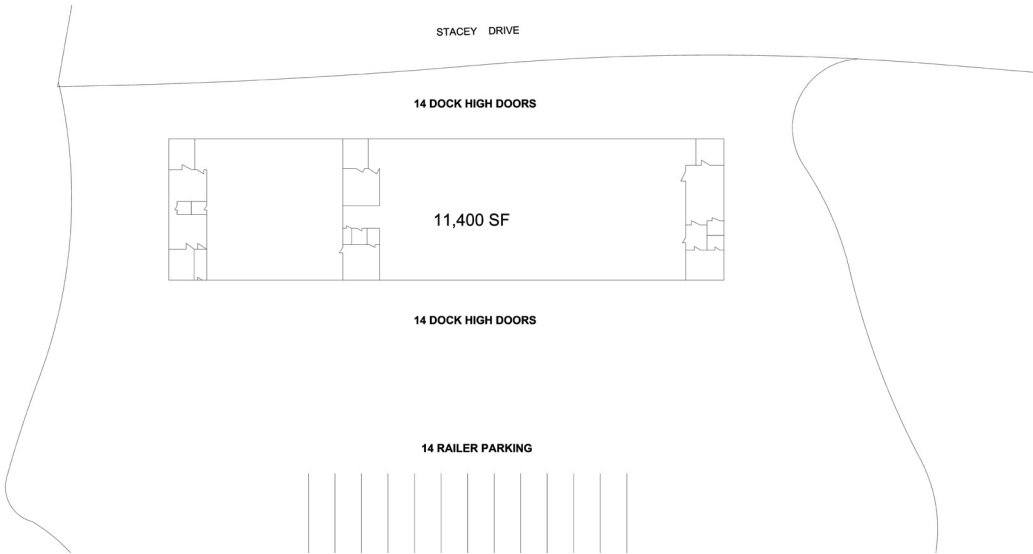 STACEY DRIVE
14 DOCK HIGH DOORS
11,400 SF
14 DOCK HIGH DOORS
14 RAILER PARKING